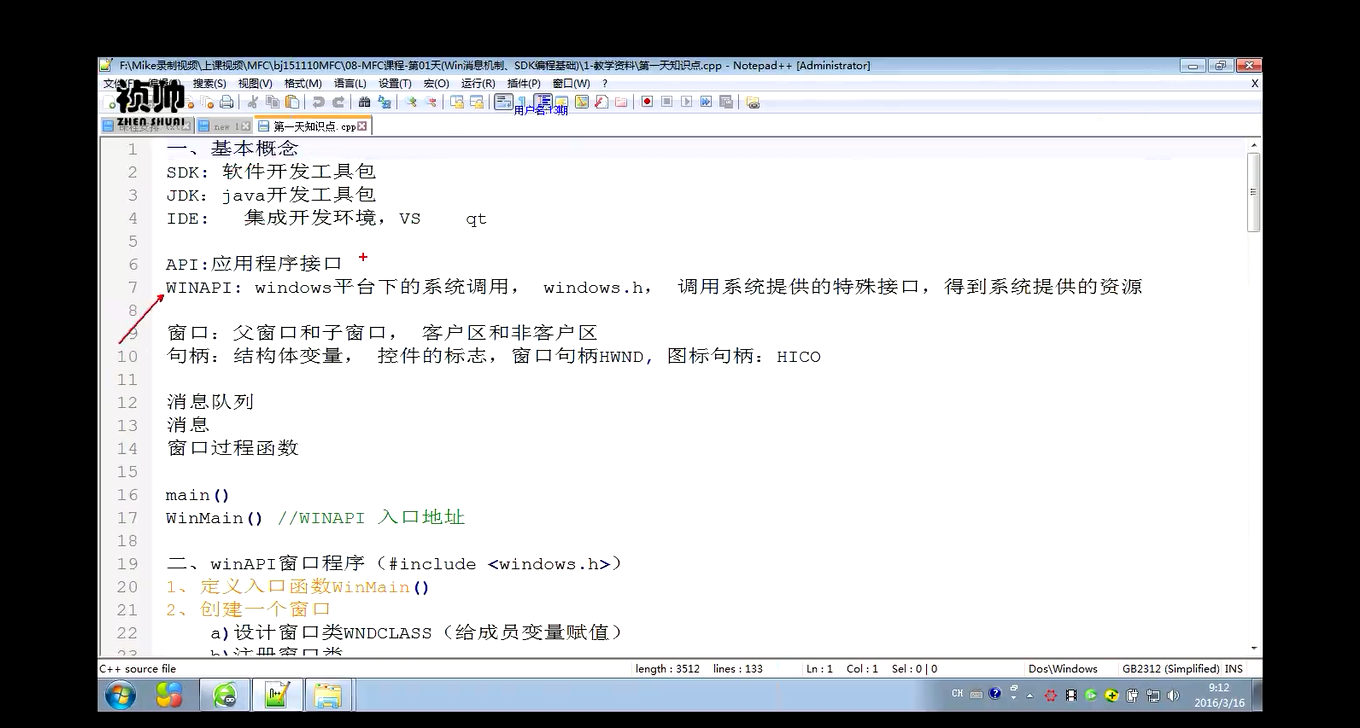 F:\Mike录制视频\上课视频\MFC\bj151110MFC\08-MFC课程-第01天(Win消息机制、SDK编程基础)\1-教学资料\第一天知识点.cpp - Notepad++ [Administrator]
搜索(S) 视图(V) 格式(M) 语言(L) 设置(T) 宏(O) 运行(R) 插件(P) 窗口(W) ? X
祯帅
ZHEN SHUAI
用户名:13期
new 1 第一天知识点.cpp
1 一、基本概念
2 SDK: 软件开发工具包
3 JDK: java开发工具包
4 IDE: 集成开发环境，VS qt
5
6 API:应用程序接口
7 WINAPI: windows平台下的系统调用， windows.h， 调用系统提供的特殊接口，得到系统提供的资源
8
9 窗口: 父窗口和子窗口， 客户区和非客户区
10 句柄: 结构体变量， 控件的标志，窗口句柄HWND, 图标句柄: HICO
11
12 消息队列
13 消息
14 窗口过程函数
15
16 main()
17 WinMain() //WINAPI 入口地址
18
19 二、winAPI窗口程序（#include <windows.h>）
20 1、定义入口函数WinMain()
21 2、创建一个窗口
22 a)设计窗口类WNDCLASS（给成员变量赋值）
23 b)注册窗口类
C++ source file length : 3512 lines : 133 Ln : 1 Col : 1 Sel : 0 | 0 Dos\Windows GB2312 (Simplified) INS
CH 9:12
2016/3/16